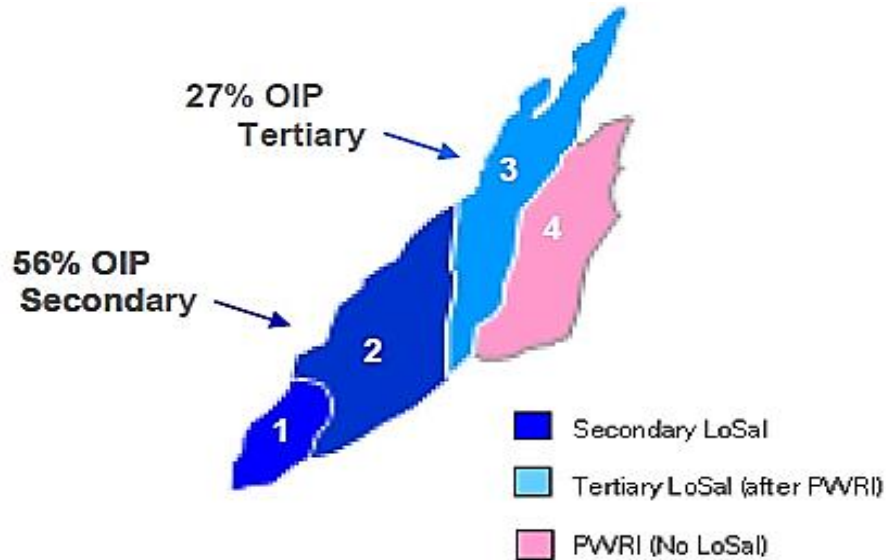 27% OIP
Tertiary
3
4
56% OIP
Secondary
2
1
Secondary LoSal
Tertiary LoSal (after PWRI)
PWRI (No LoSal)